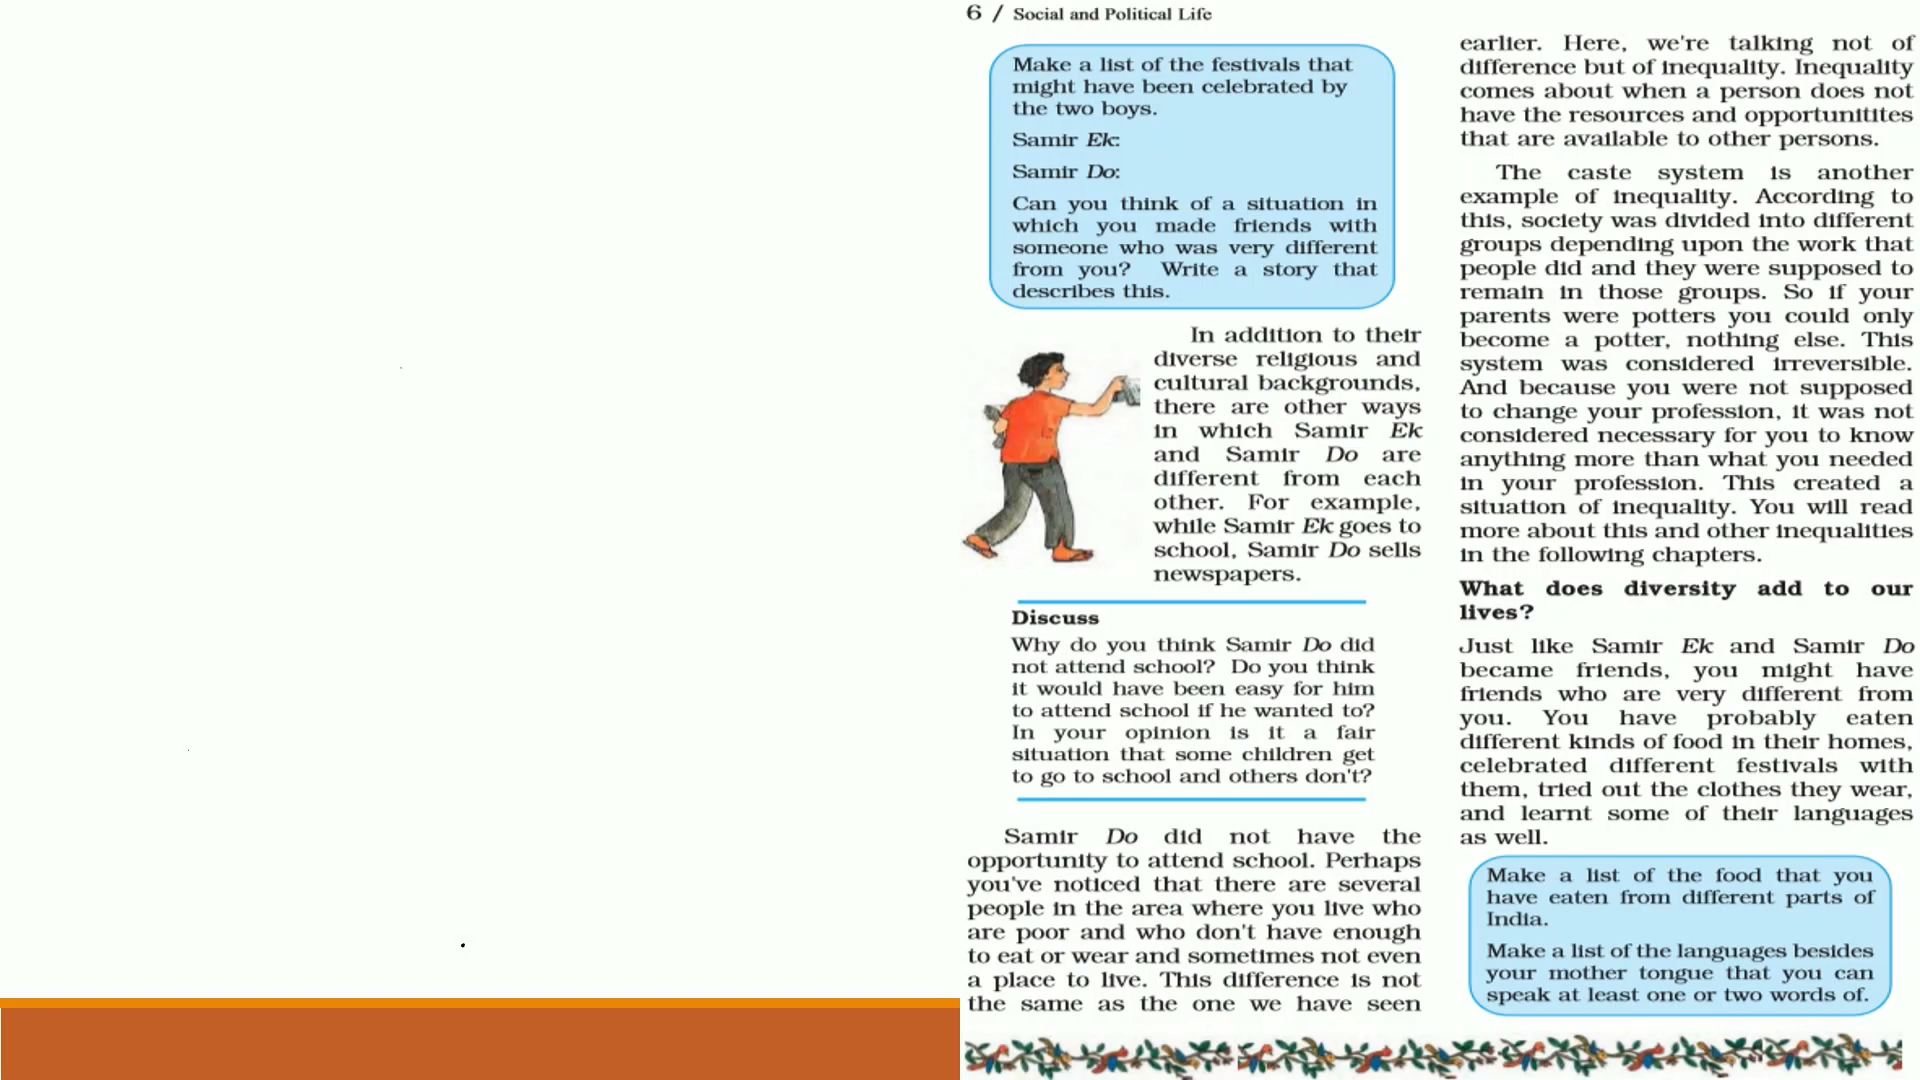 6 / Social and Political Life
Make a list of the festivals that
might have been celebrated by
the two boys.
Samir Ek:
Samir Do:
Can you think of a situation in
which you made friends with
someone who was very different
from you? Write a story that
describes this.
In addition to their
diverse religious and
cultural backgrounds,
there are other ways
in which Samir Ek
and Samir Do are
different from each
other. For example,
while Samir Ek goes to
school, Samir Do sells
newspapers.
Discuss
Why do you think Samir Do did
not attend school? Do you think
it would have been easy for him
to attend school if he wanted to?
In your opinion is it a fair
situation that some children get
to go to school and others don't?
Samir Do did not have the
opportunity to attend school. Perhaps
you've noticed that there are several
people in the area where you live who
are poor and who don't have enough
to eat or wear and sometimes not even
a place to live. This difference is not
the same as the one we have seen
earlier. Here, we're talking not of
difference but of inequality. Inequality
comes about when a person does not
have the resources and opportunitites
that are available to other persons.
The caste system is another
example of inequality. According to
this, society was divided into different
groups depending upon the work that
people did and they were supposed to
remain in those groups. So if your
parents were potters you could only
become a potter, nothing else. This
system was considered irreversible.
And because you were not supposed
to change your profession, it was not
considered necessary for you to know
anything more than what you needed
in your profession. This created a
situation of inequality. You will read
more about this and other inequalities
in the following chapters.
What does diversity add to our
lives?
Just like Samir Ek and Samir Do
became friends, you might have
friends who are very different from
you. You have probably eaten
different kinds of food in their homes,
celebrated different festivals with
them, tried out the clothes they wear,
and learnt some of their languages
as well.
Make a list of the food that you
have eaten from different parts of
India.
Make a list of the languages besides
your mother tongue that you can
speak at least one or two words of.